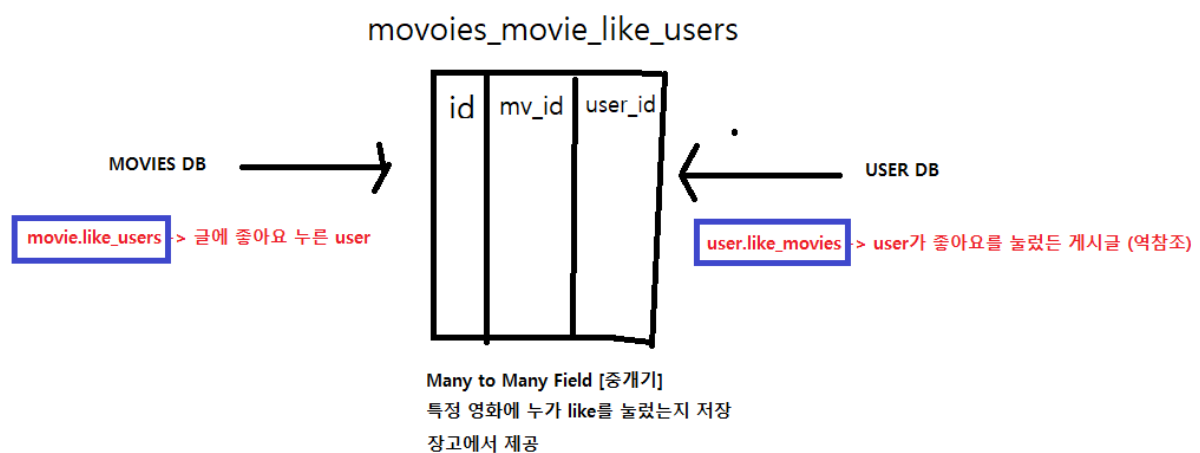 movoies_movie_like_users
id mv_id user_id
MOVIES DB
USER DB
movie.like_users -> 글에 좋아요 누른 user
user.like_movies -> user가 좋아요를 눌렀든 게시글 (역참조)
Many to Many Field [중개기]
특정 영화에 누가 like를 눌렀는지 저장
장고에서 제공